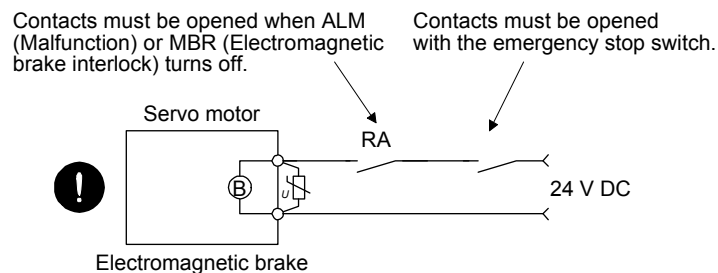 Contacts must be opened when ALM
(Malfunction) or MBR (Electromagnetic
brake interlock) turns off.
Contacts must be opened
with the emergency stop switch.
Servo motor
RA
B
U
24 V DC
Electromagnetic brake